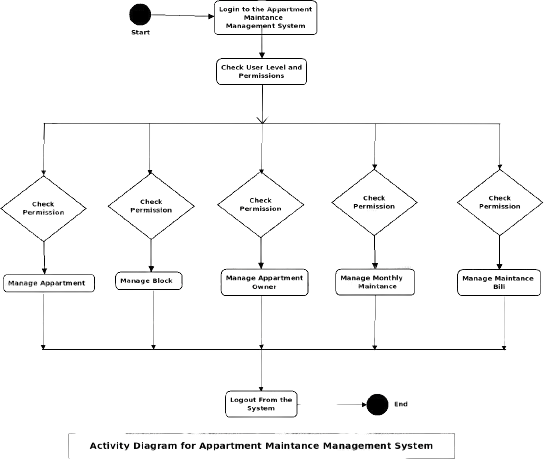 Login to the Appartment
Maintance
Management System
Start
Check User Level and
Permissions
Check
Permission
Check
Permission
Check
Permission
Check
Permission
Check
Permission
Manage Appartment
Manage Block
Manage Appartment
Owner
Manage Monthly
Maintance
Manage Maintance
Bill
Logout From the
System
End
Activity Diagram for Appartment Maintance Management System